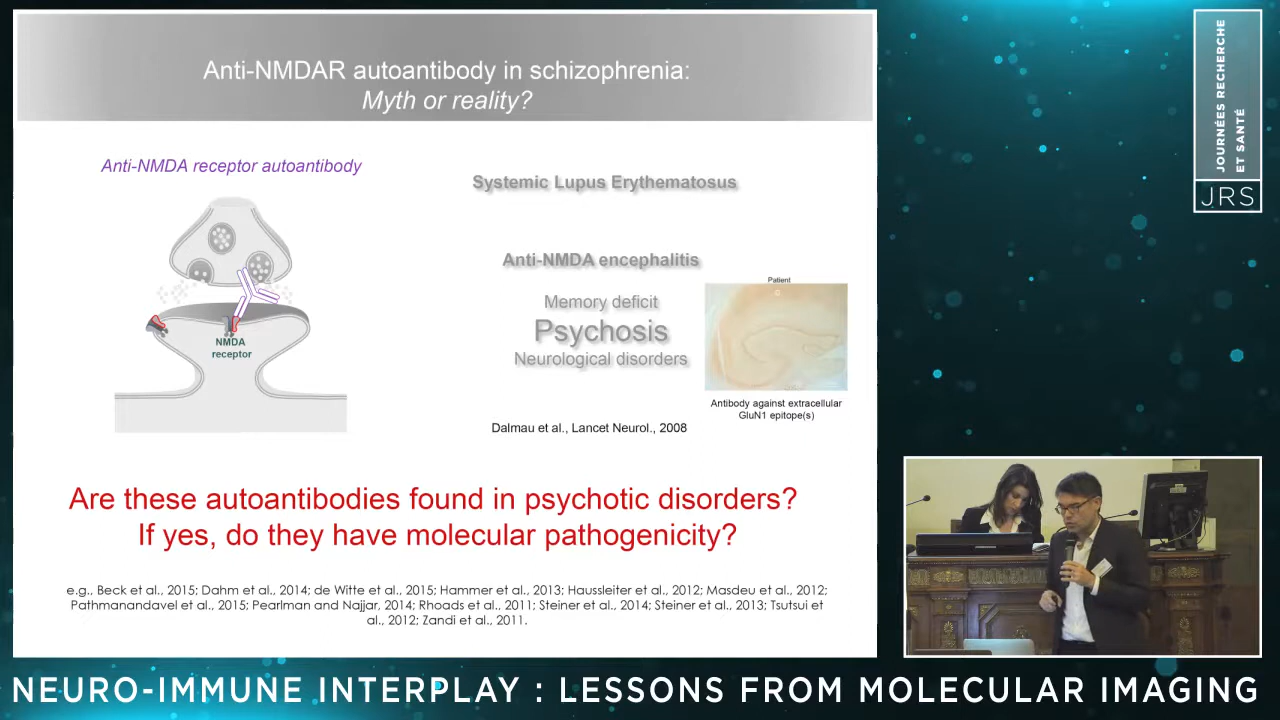 Anti-NMDAR autoantibody in schizophrenia:
Myth or reality?
Anti-NMDA receptor autoantibody
NMDA
receptor
Systemic Lupus Erythematosus
Anti-NMDA encephalitis
Memory deficit
Psychosis
Neurological disorders
Patient
Antibody against extracellular
GluN1 epitope(s)
Dalmau et al., Lancet Neurol., 2008
Are these autoantibodies found in psychotic disorders?
If yes, do they have molecular pathogenicity?
e.g., Beck et al., 2015; Dahm et al., 2014; de Witte et al., 2015; Hammer et al., 2013; Haussleiter et al., 2012; Masdeu et al., 2012;
Pathmanandavel et al., 2015; Pearlman and Najjar, 2014; Rhoads et al., 2011; Steiner et al., 2014; Steiner et al., 2013; Tsutsui et
al., 2012; Zandi et al., 2011.
JOURNÉES RECHERCHE
ET SANTÉ
JRS
NEURO-IMMUNE INTERPLAY : LESSONS FROM MOLECULAR IMAGING